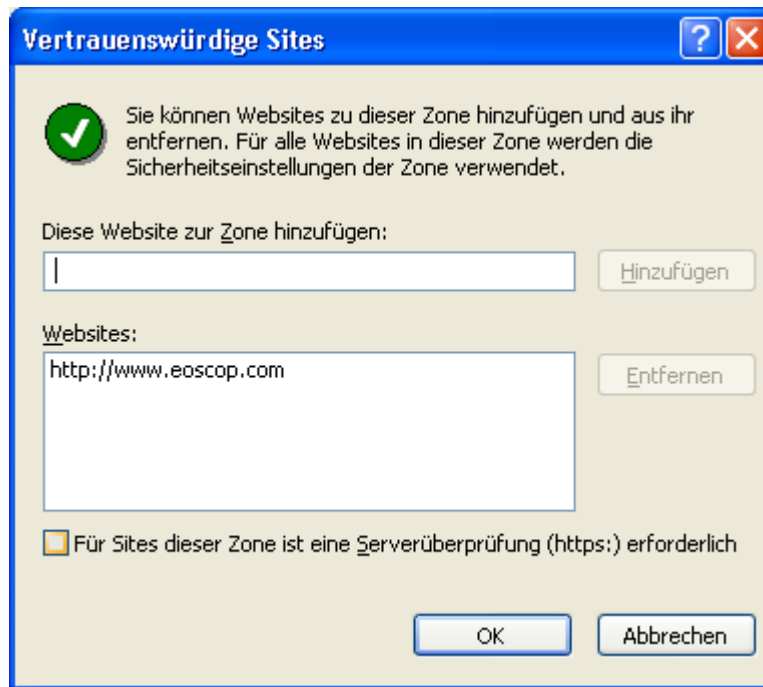 Vertrauenswürdige Sites
Sie können Websites zu dieser Zone hinzufügen und aus ihr
entfernen. Für alle Websites in dieser Zone werden die
Sicherheitseinstellungen der Zone verwendet.
Diese Website zur Zone hinzufügen:
Hinzufügen
Websites:
http://www.eoscop.com
Entfernen
Für Sites dieser Zone ist eine Serverüberprüfung (https:) erforderlich
OK
Abbrechen